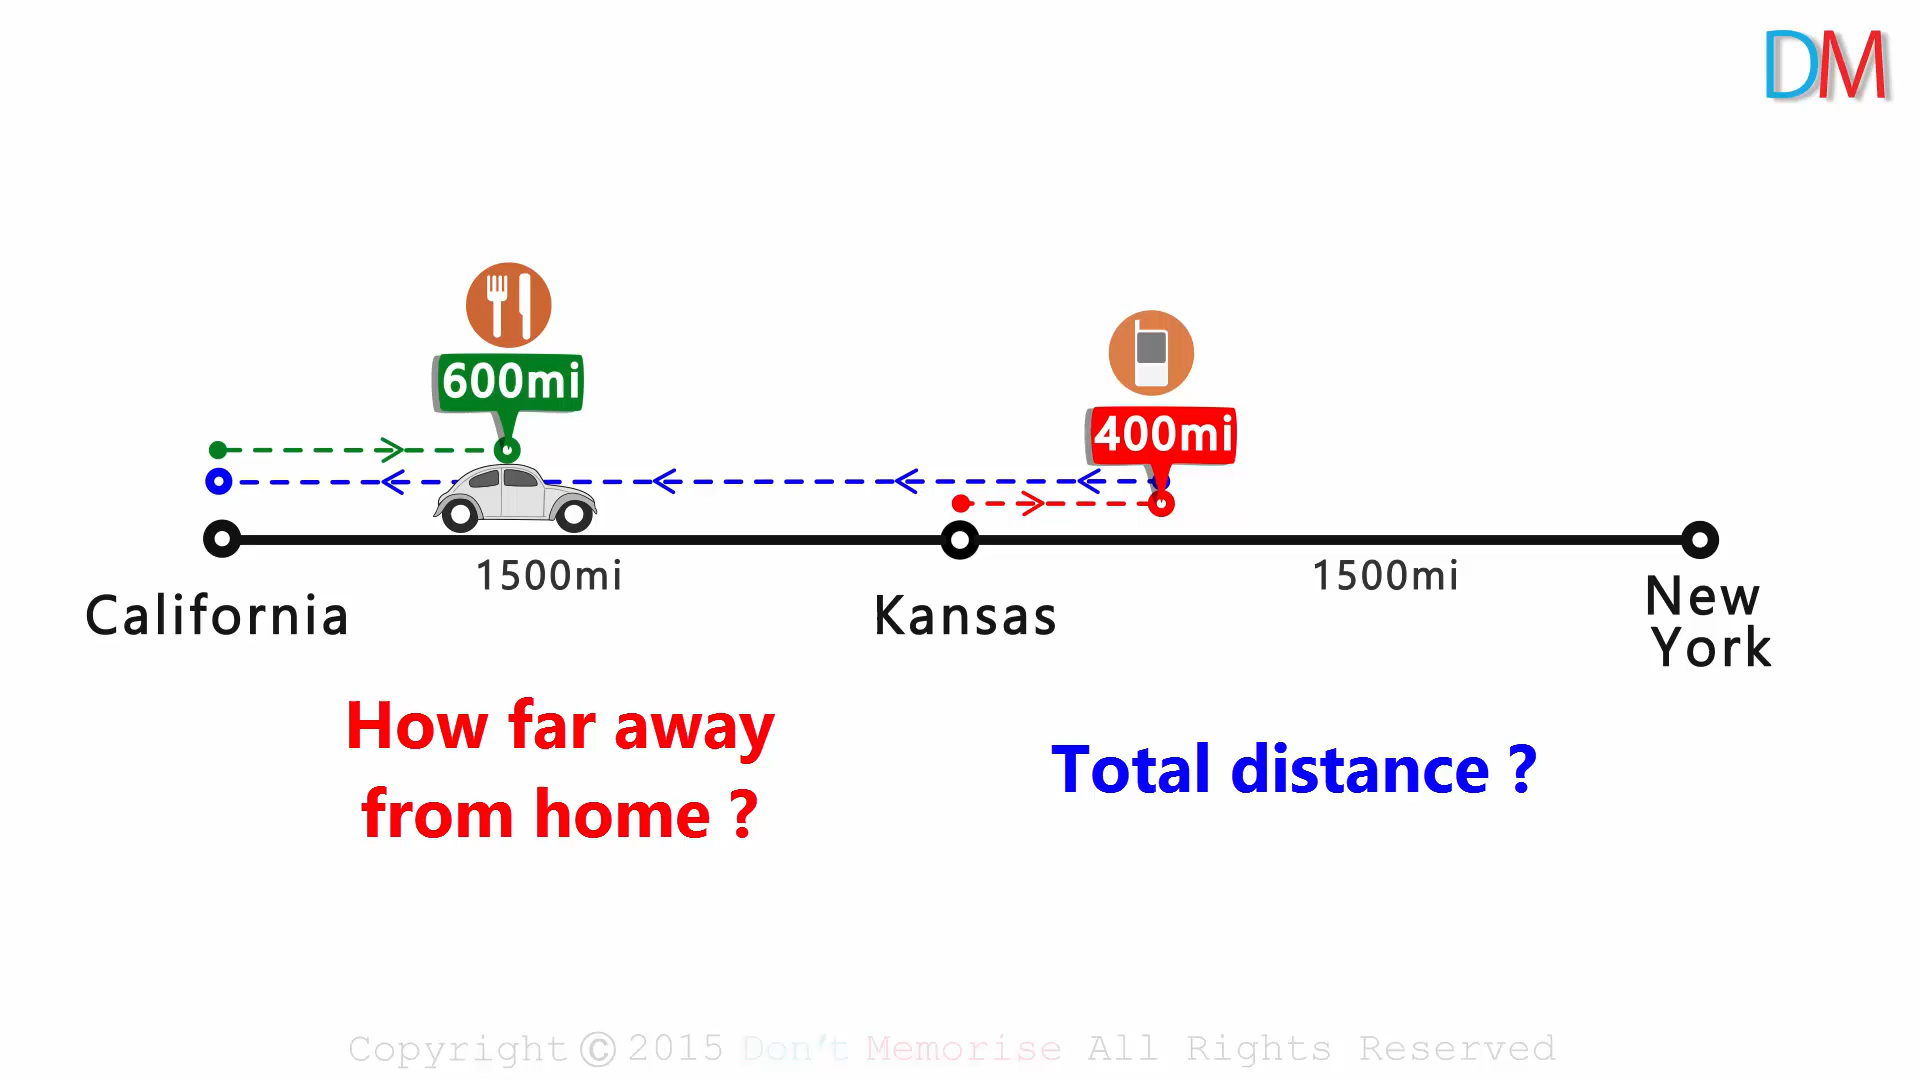 DM
600mi
400mi
1500mi
1500mi
California
Kansas
New
York
How far away
from home ?
Total distance ?
Copyright © 2015 Don't Memorise All Rights Reserved